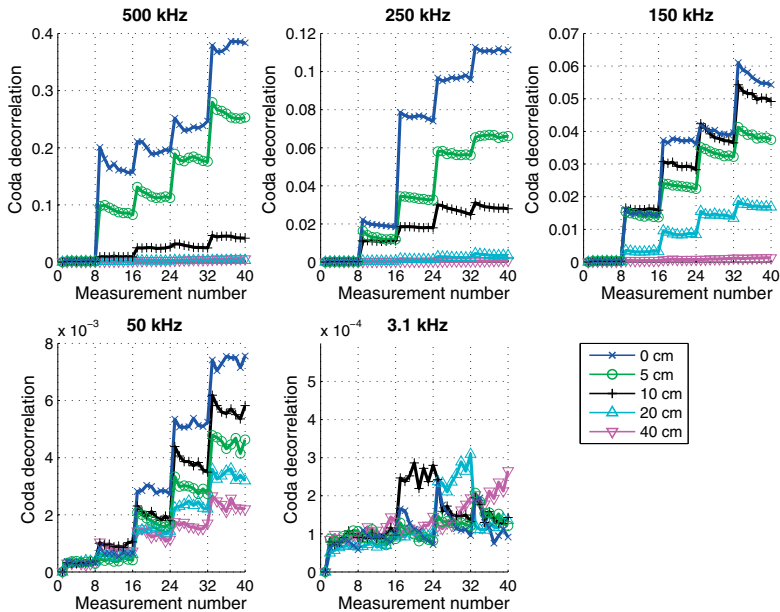 500 kHz
Coda decorrelation
0.4
0.3
0.2
0.1
0
0 8 16 24 32 40
Measurement number
250 kHz
Coda decorrelation
0.12
0.1
0.08
0.06
0.04
0.02
0
0 8 16 24 32 40
Measurement number
150 kHz
Coda decorrelation
0.07
0.06
0.05
0.04
0.03
0.02
0.01
0
0 8 16 24 32 40
Measurement number
50 kHz
x 10⁻³
Coda decorrelation
8
6
4
2
0
0 8 16 24 32 40
Measurement number
3.1 kHz
x 10⁻⁴
Coda decorrelation
5
4
3
2
1
0
0 8 16 24 32 40
Measurement number
0 cm
5 cm
10 cm
20 cm
40 cm